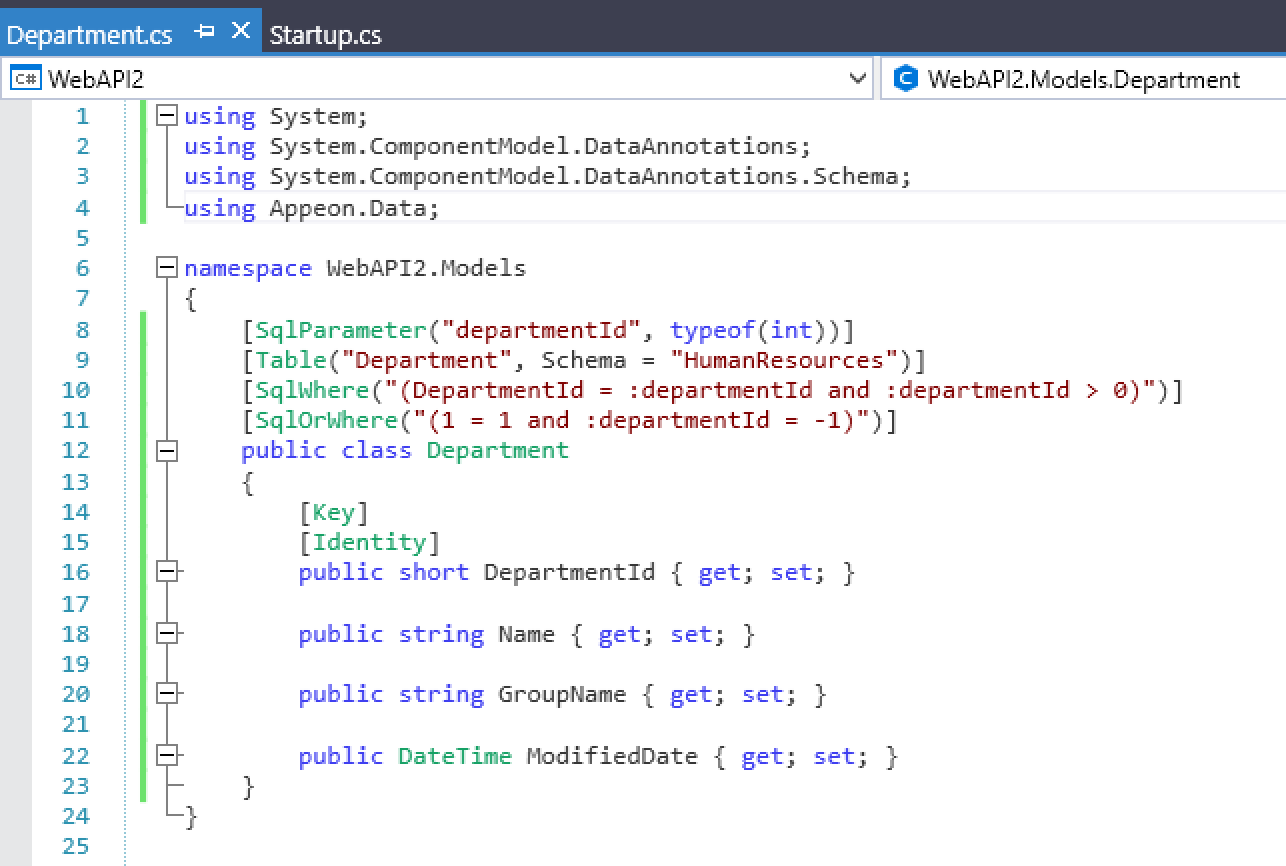 Department.cs Startup.cs
C# WebAPI2 C WebAPI2.Models.Department
1 using System;
2 using System.ComponentModel.DataAnnotations;
3 using System.ComponentModel.DataAnnotations.Schema;
4 using Appeon.Data;
5
6 namespace WebAPI2.Models
7 {
8 [SqlParameter("departmentId", typeof(int))]
9 [Table("Department", Schema = "HumanResources")]
10 [SqlWhere("(DepartmentId = :departmentId and :departmentId > 0)")]
11 [SqlOrWhere("(1 = 1 and :departmentId = -1)")]
12 public class Department
13 {
14 [Key]
15 [Identity]
16 public short DepartmentId { get; set; }
17
18 public string Name { get; set; }
19
20 public string GroupName { get; set; }
21
22 public DateTime ModifiedDate { get; set; }
23 }
24 }
25